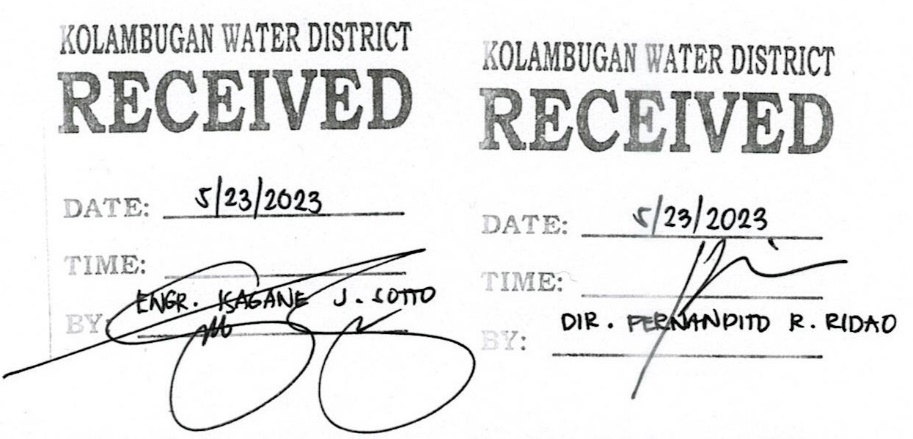 KOLAMBUGAN WATER DISTRICT
RECEIVED
DATE: 5/23/2023
TIME:
BY: ENGR. ISAGANE J. SOTTO
KOLAMBUGAN WATER DISTRICT
RECEIVED
DATE: 5/23/2023
TIME:
BY: DIR. FERNANDITO R. RIDAO